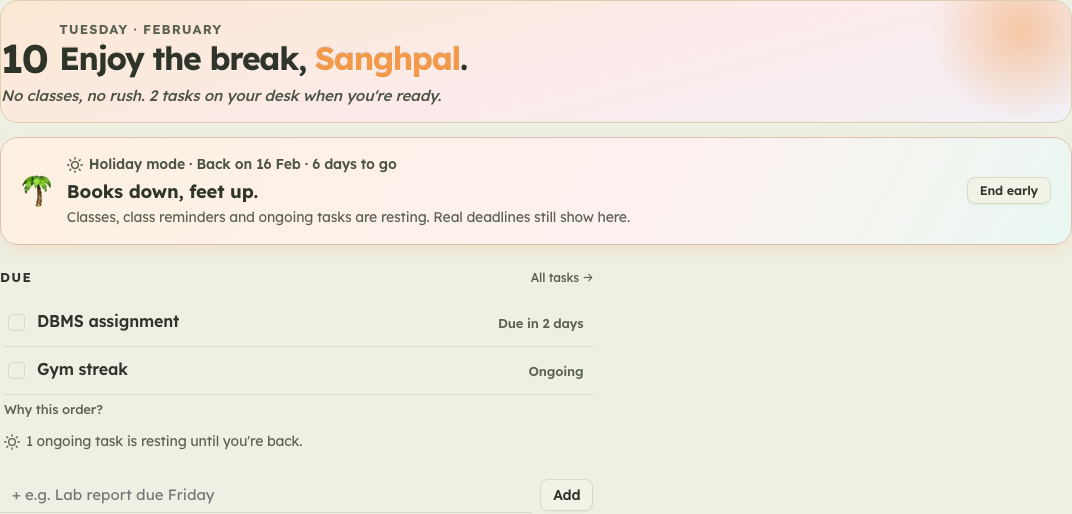 TUESDAY · FEBRUARY
10 Enjoy the break, Sanghpal.
No classes, no rush. 2 tasks on your desk when you're ready.
Holiday mode · Back on 16 Feb · 6 days to go
Books down, feet up.
Classes, class reminders and ongoing tasks are resting. Real deadlines still show here.
End early
DUE
All tasks →
DBMS assignment
Due in 2 days
Gym streak
Ongoing
Why this order?
1 ongoing task is resting until you're back.
+ e.g. Lab report due Friday
Add